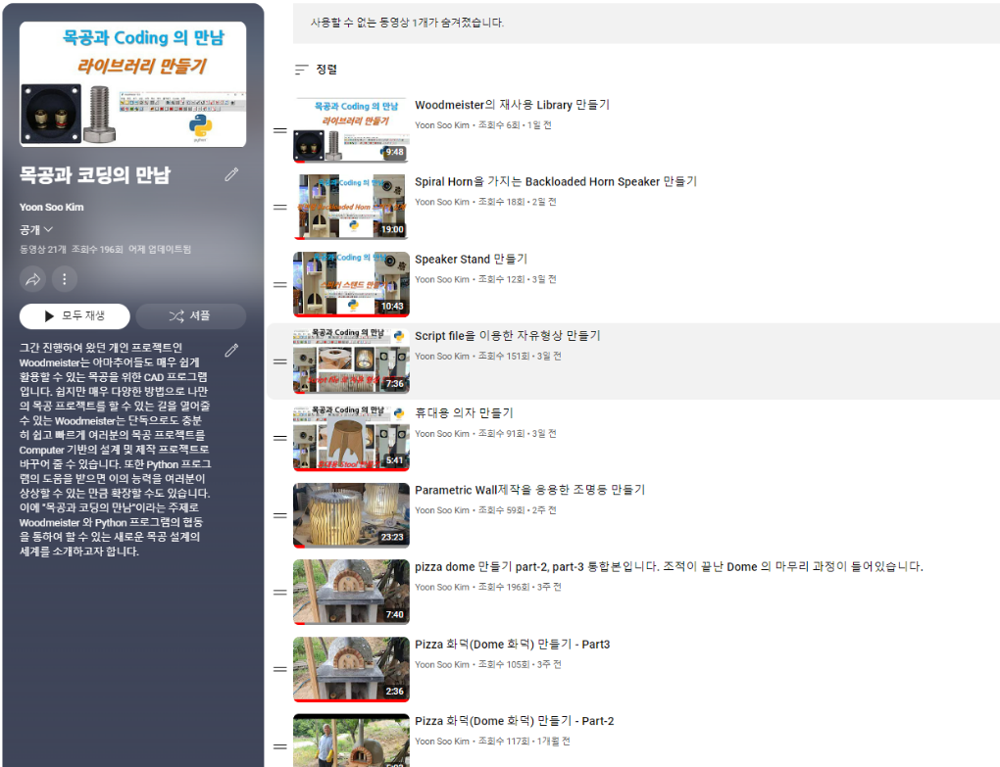 목공과 Coding 의 만남
라이브러리 만들기
python
목공과 코딩의 만남
Yoon Soo Kim
공개
동영상 21개 조회수 196회 어제 업데이트됨
모두 재생
셔플
그간 진행하여 왔던 개인 프로젝트인
Woodmeister는 아마추어들도 매우 쉽게
활용할 수 있는 목공을 위한 CAD 프로그램
입니다. 쉽지만 매우 다양한 방법으로 나만
의 목공 프로젝트를 할 수 있는 길을 열어줄
수 있는 Woodmeister는 단독으로도 충분
히 쉽고 빠르게 여러분의 목공 프로젝트를
Computer 기반의 설계 및 제작 프로젝트로
바꾸어 줄 수 있습니다. 또한 Python 프로그
램의 도움을 받으면 이의 능력을 여러분이
상상할 수 있는 만큼 확장할 수도 있습니다.
이에 "목공과 코딩의 만남"이라는 주제로
Woodmeister 와 Python 프로그램의 협동
을 통하여 할 수 있는 새로운 목공 설계의
세계를 소개하고자 합니다.
사용할 수 없는 동영상 1개가 숨겨졌습니다.
정렬
목공과 Coding 의 만남
라이브러리 만들기
9:48
Woodmeister의 재사용 Library 만들기
Yoon Soo Kim • 조회수 6회 • 1일 전
목공과 Coding 의 만남
19:00
Spiral Horn을 가지는 Backloaded Horn Speaker 만들기
Yoon Soo Kim • 조회수 18회 • 2일 전
목공과 Coding 의 만남
스피커 스탠드 만들기
10:43
Speaker Stand 만들기
Yoon Soo Kim • 조회수 12회 • 3일 전
목공과 Coding 의 만남
7:36
Script file을 이용한 자유형상 만들기
Yoon Soo Kim • 조회수 151회 • 3일 전
목공과 Coding 의 만남
5:41
휴대용 의자 만들기
Yoon Soo Kim • 조회수 91회 • 3일 전
23:23
Parametric Wall제작을 응용한 조명등 만들기
Yoon Soo Kim • 조회수 59회 • 2주 전
7:40
pizza dome 만들기 part-2, part-3 통합본입니다. 조적이 끝난 Dome 의 마무리 과정이 들어있습니다.
Yoon Soo Kim • 조회수 196회 • 3주 전
2:36
Pizza 화덕(Dome 화덕) 만들기 - Part3
Yoon Soo Kim • 조회수 105회 • 3주 전
Pizza 화덕(Dome 화덕) 만들기 - Part-2
Yoon Soo Kim • 조회수 117회 • 1개월 전